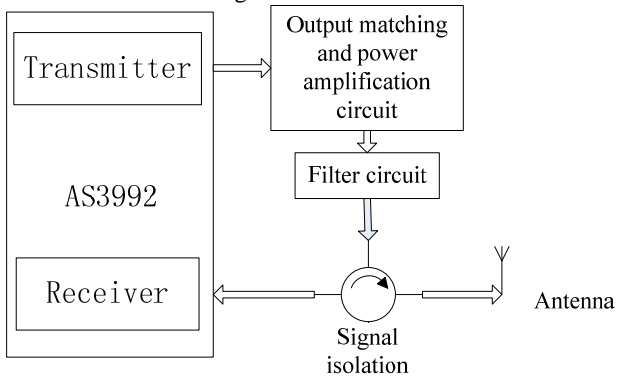 Transmitter
AS3992
Receiver
Output matching
and power
amplification
circuit
Filter circuit
Signal
isolation
Antenna